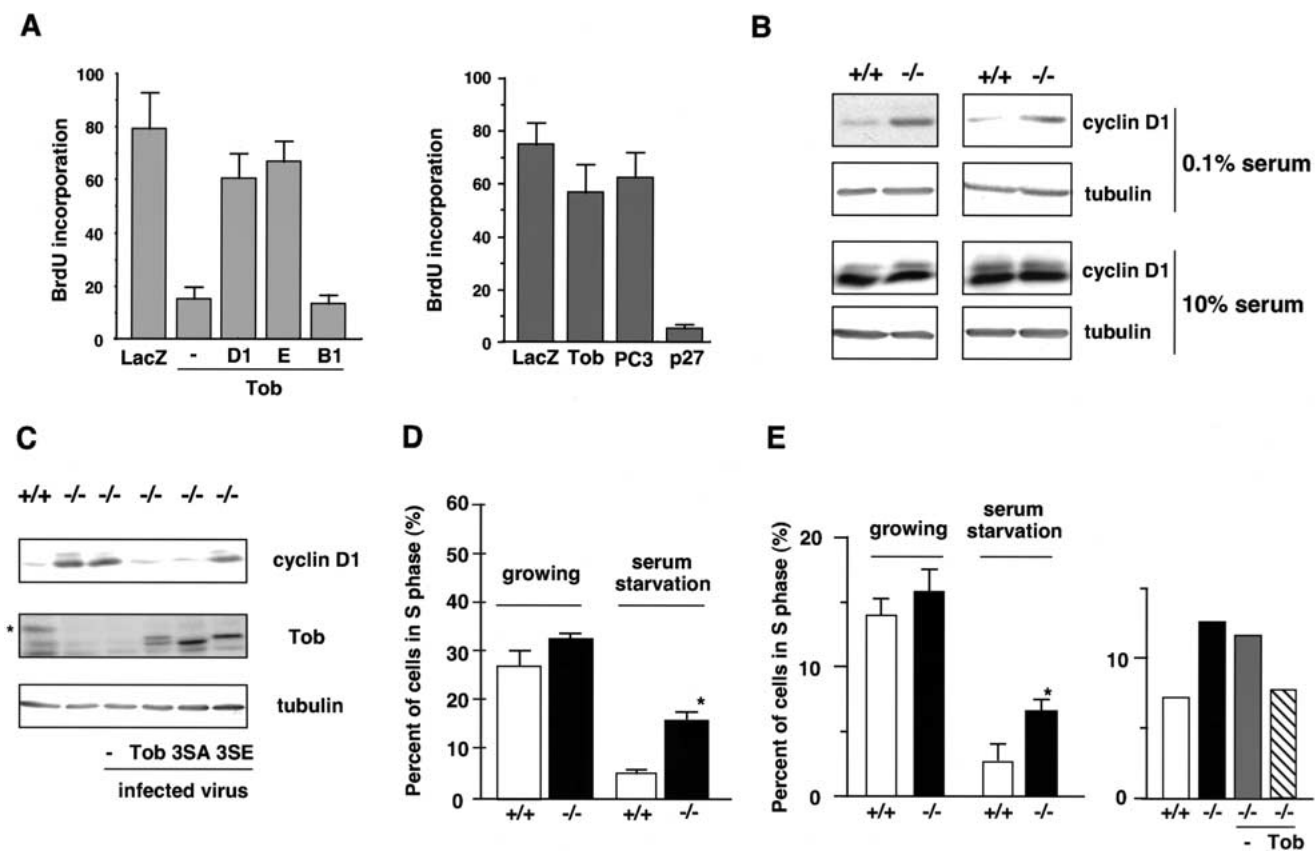 A
BrdU incorporation
100
80
60
40
20
0
LacZ - D1 E B1
Tob
BrdU incorporation
100
80
60
40
20
0
LacZ Tob PC3 p27
B
+/+ -/- +/+ -/-
cyclin D1
tubulin
0.1% serum
cyclin D1
tubulin
10% serum
C
+/+ -/- -/- -/- -/- -/-
cyclin D1
* Tob
tubulin
- Tob 3SA 3SE
infected virus
D
Percent of cells in S phase (%)
60
50
40
30
20
10
0
growing
serum
starvation
*
+/+ -/- +/+ -/-
E
Percent of cells in S phase (%)
20
10
0
growing
serum
starvation
*
+/+ -/- +/+ -/-
10
0
+/+ -/- -/- -/-
- Tob